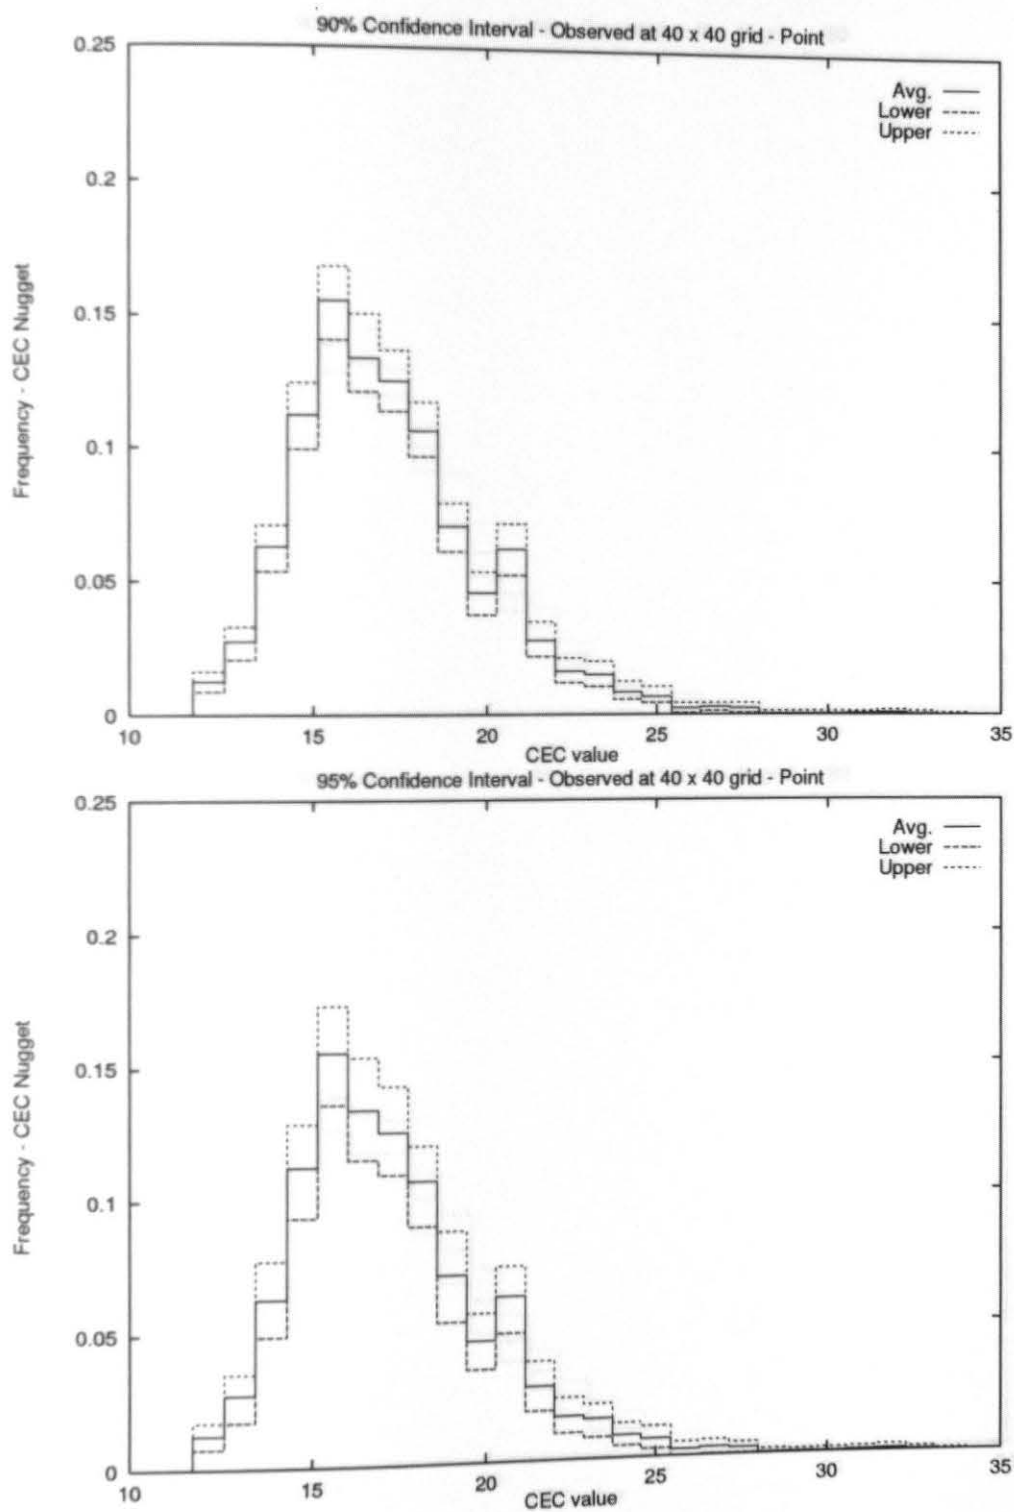 90% Confidence Interval - Observed at 40 x 40 grid - Point
0.25
Avg.
Lower
Upper
0.2
0.15
0.1
0.05
0
Frequency - CEC Nugget
10 15 20 25 30 35
CEC value
95% Confidence Interval - Observed at 40 x 40 grid - Point
0.25
Avg.
Lower
Upper
0.2
0.15
0.1
0.05
0
Frequency - CEC Nugget
10 15 20 25 30 35
CEC value